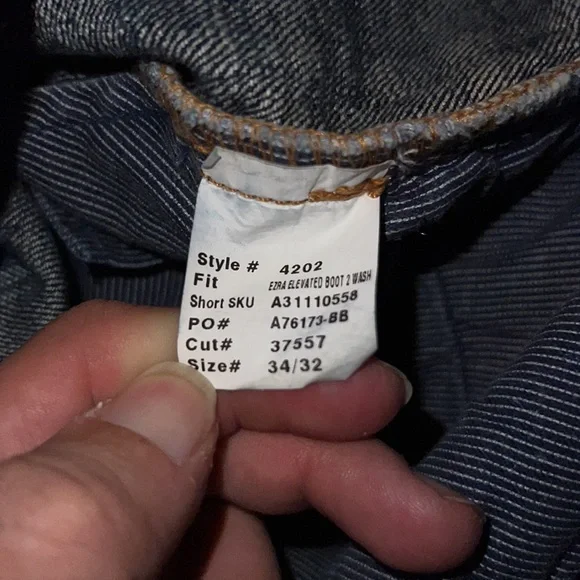 Style # 4202
Fit EZRA ELEVATED BOOT 2 WASH
Short SKU A31110558
PO# A76173-BB
Cut# 37557
Size# 34/32